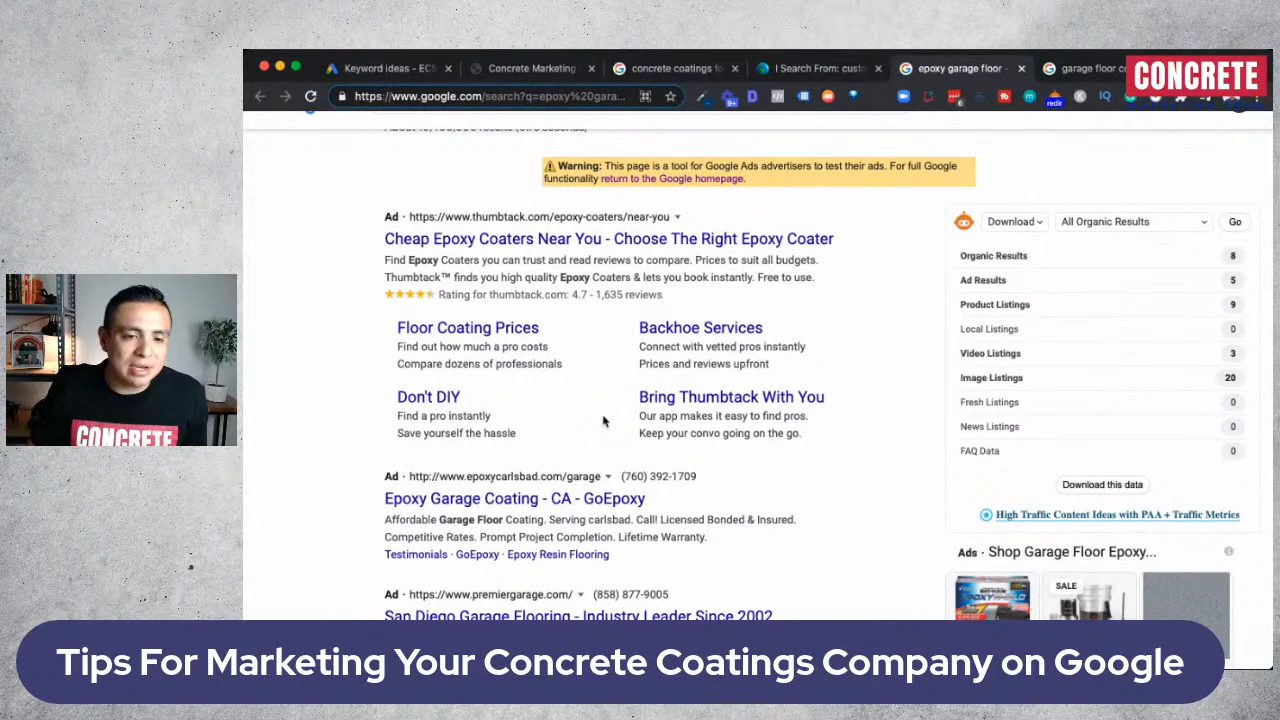 Keyword ideas - ECS
Concrete Marketing
concrete coatings fo
I Search From: custo
epoxy garage floor -
garage floor co
CONCRETE
https://www.google.com/search?q=epoxy%20gara...
Warning: This page is a tool for Google Ads advertisers to test their ads. For full Google
functionality return to the Google homepage.
Ad · https://www.thumbtack.com/epoxy-coaters/near-you
Cheap Epoxy Coaters Near You - Choose The Right Epoxy Coater
Find Epoxy Coaters you can trust and read reviews to compare. Prices to suit all budgets.
Thumbtack™ finds you high quality Epoxy Coaters & lets you book instantly. Free to use.
Rating for thumbtack.com: 4.7 - 1,635 reviews
Floor Coating Prices
Find out how much a pro costs
Compare dozens of professionals
Backhoe Services
Connect with vetted pros instantly
Prices and reviews upfront
Don't DIY
Find a pro instantly
Save yourself the hassle
Bring Thumbtack With You
Our app makes it easy to find pros.
Keep your convo going on the go.
Ad · http://www.epoxycarlsbad.com/garage (760) 392-1709
Epoxy Garage Coating - CA - GoEpoxy
Affordable Garage Floor Coating. Serving carlsbad. Call! Licensed Bonded & Insured.
Competitive Rates. Prompt Project Completion. Lifetime Warranty.
Testimonials · GoEpoxy · Epoxy Resin Flooring
Ad · https://www.premiergarage.com/ (858) 877-9005
San Diego Garage Flooring - Industry Leader Since 2002
Download All Organic Results Go
Organic Results 8
Ad Results 5
Product Listings 9
Local Listings 0
Video Listings 3
Image Listings 20
Fresh Listings 0
News Listings 0
FAQ Data 0
Download this data
High Traffic Content Ideas with PAA + Traffic Metrics
Ads · Shop Garage Floor Epoxy...
SALE
CONCRETE
Tips For Marketing Your Concrete Coatings Company on Google